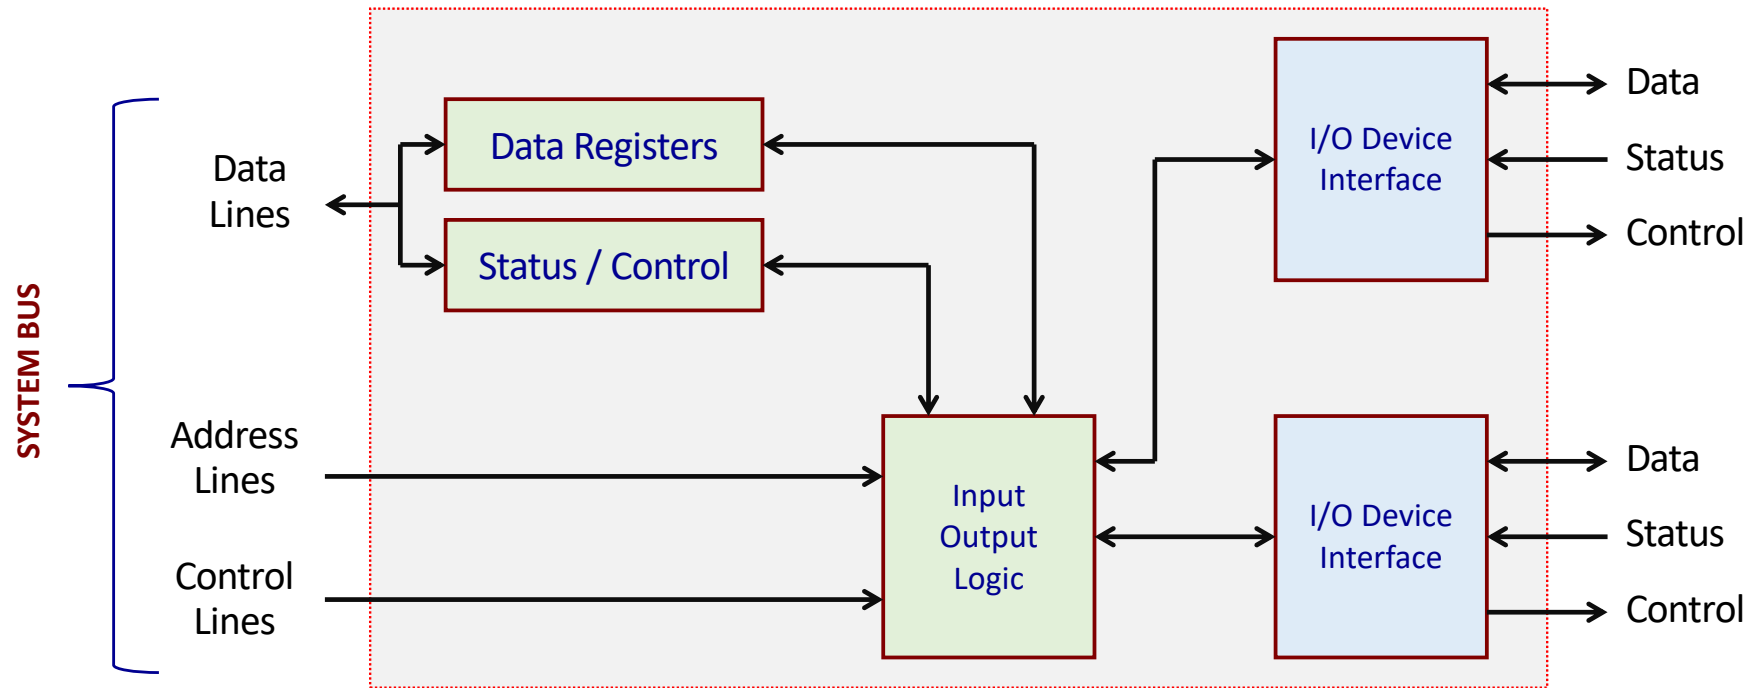 SYSTEM BUS
Data
Lines
Address
Lines
Control
Lines
Data Registers
Status / Control
Input
Output
Logic
I/O Device
Interface
Data
Status
Control
I/O Device
Interface
Data
Status
Control